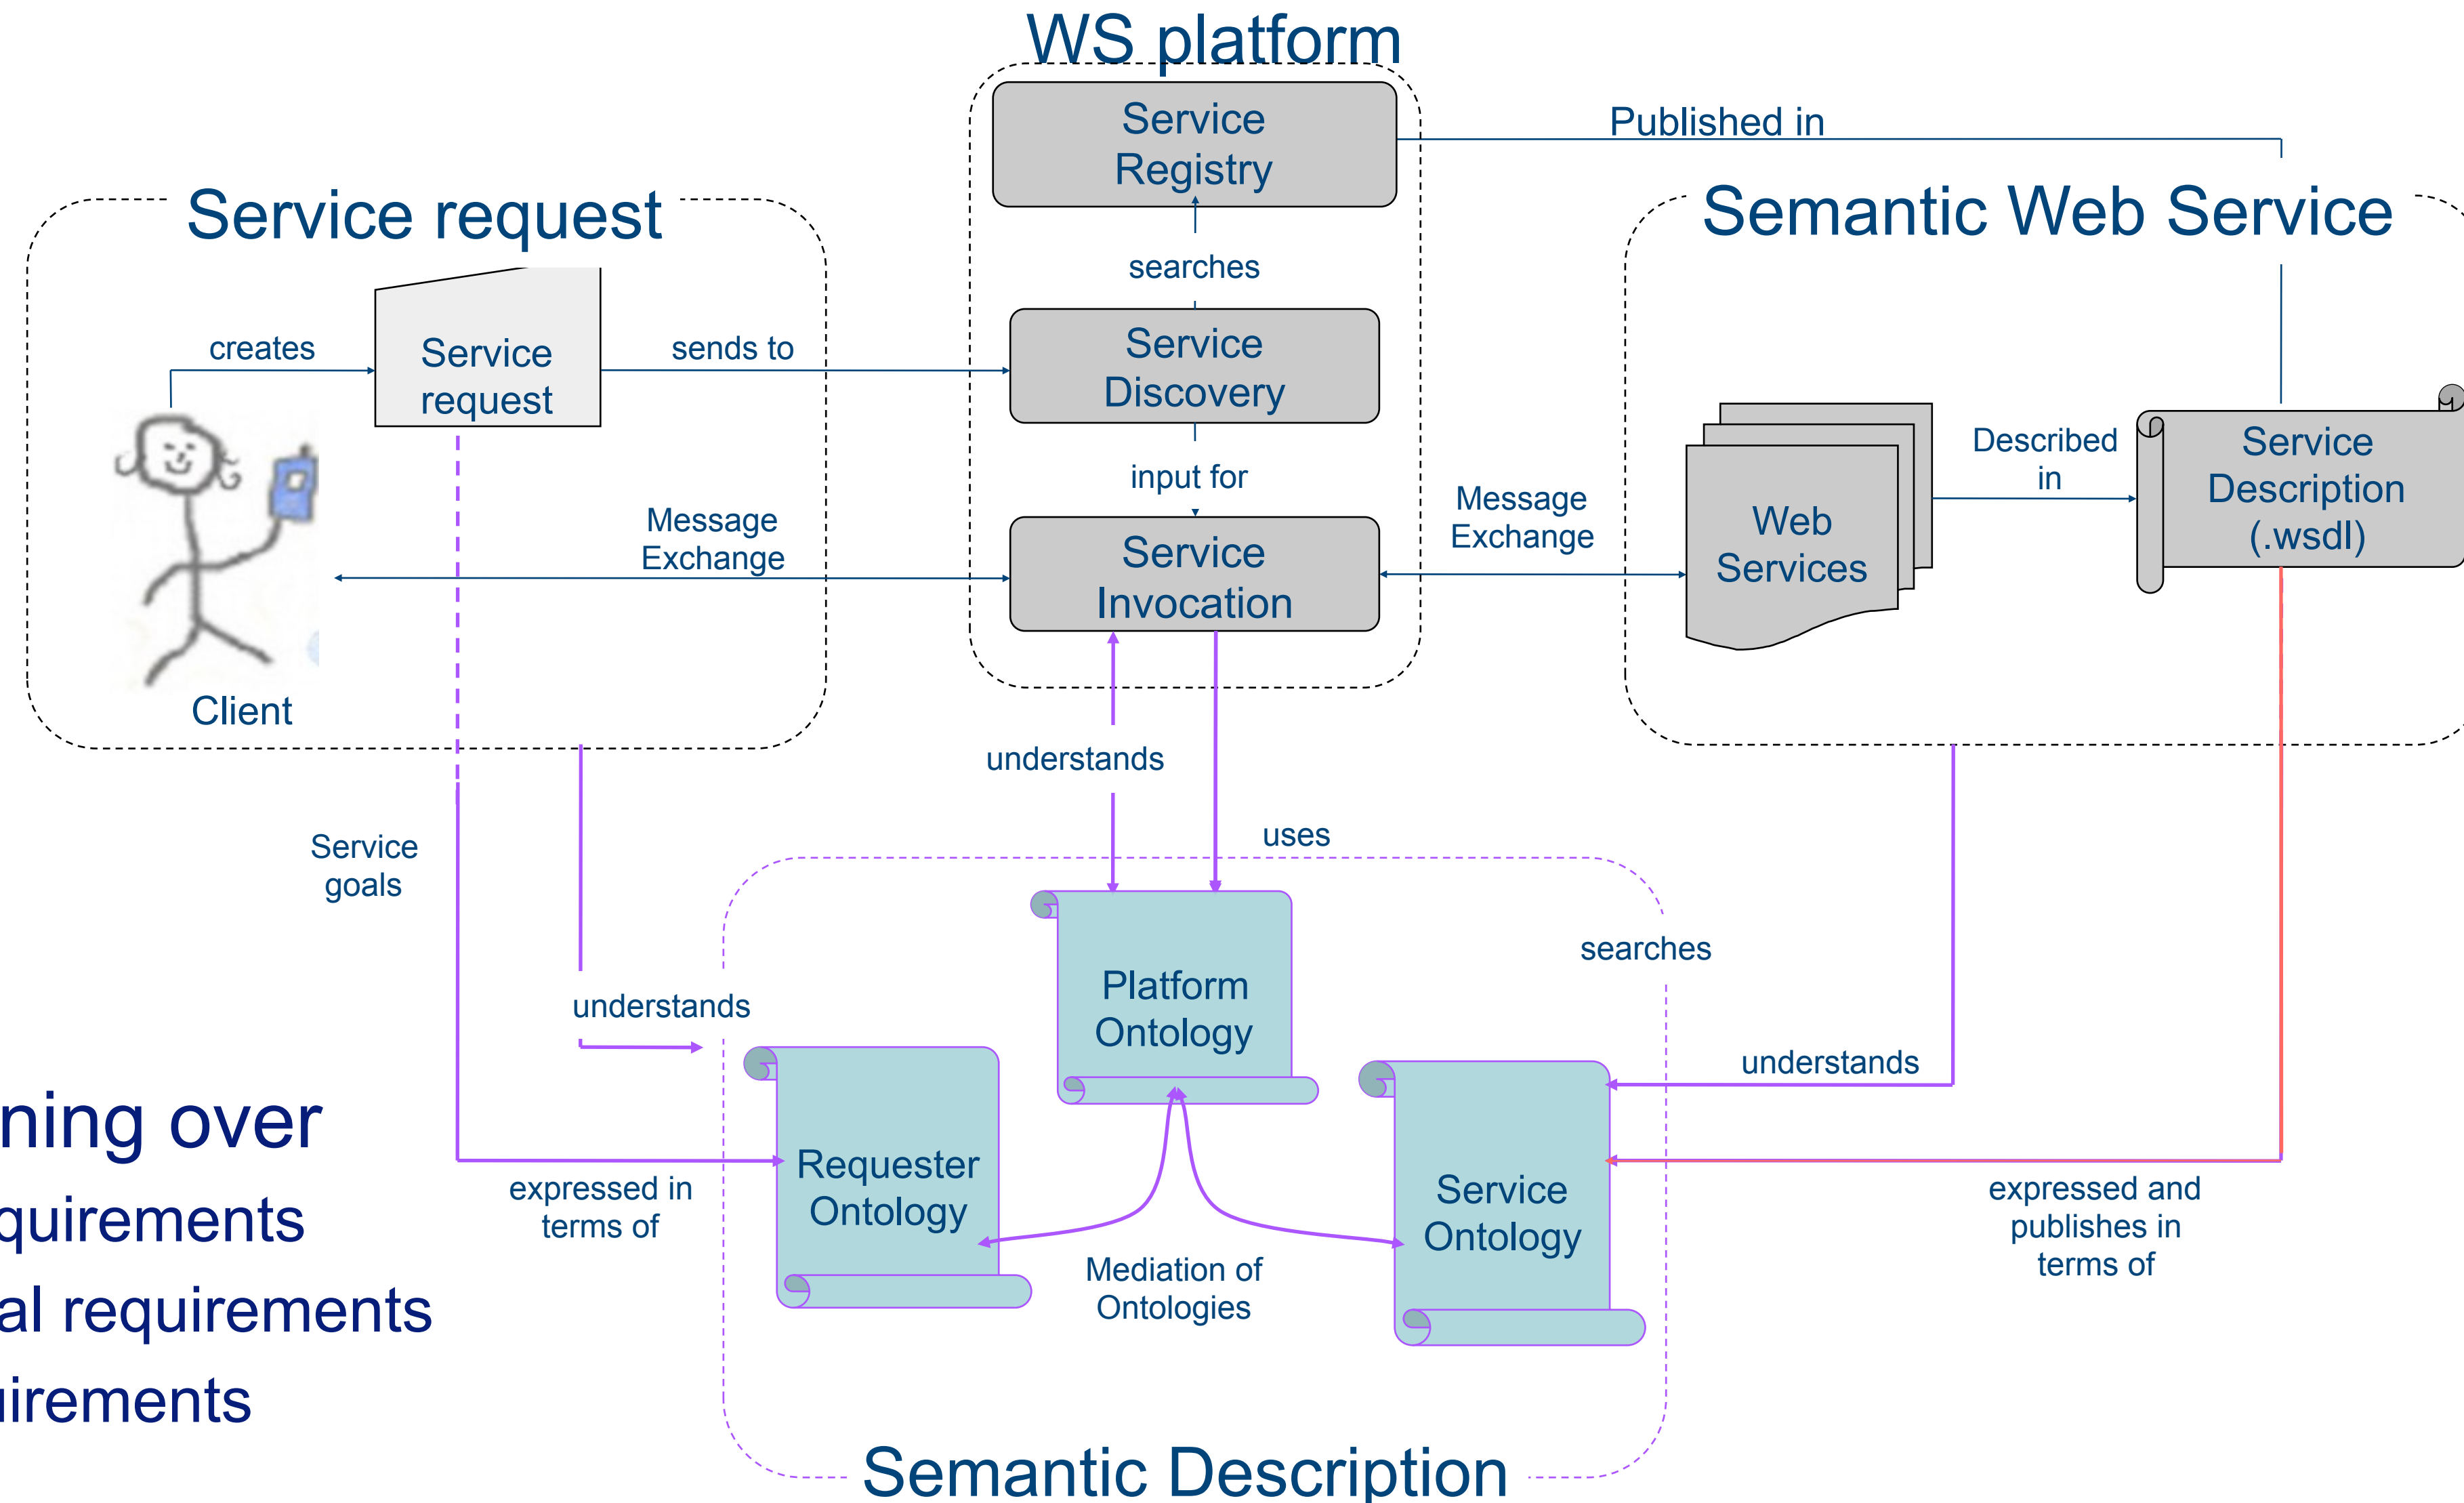 WS platform
Service
Registry
Published in
Service request
Semantic Web Service
searches
creates
Service
request
sends to
Service
Discovery
Described
in
Service
Description
(.wsdl)
input for
Message
Exchange
Message
Exchange
Web
Services
Service
Invocation
Client
understands
uses
Service
goals
searches
Platform
Ontology
understands
understands
ning over
Requester
Ontology
expressed in
terms of
Service
Ontology
expressed and
publishes in
terms of
quirements
Mediation of
Ontologies
al requirements
uirements
Semantic Description